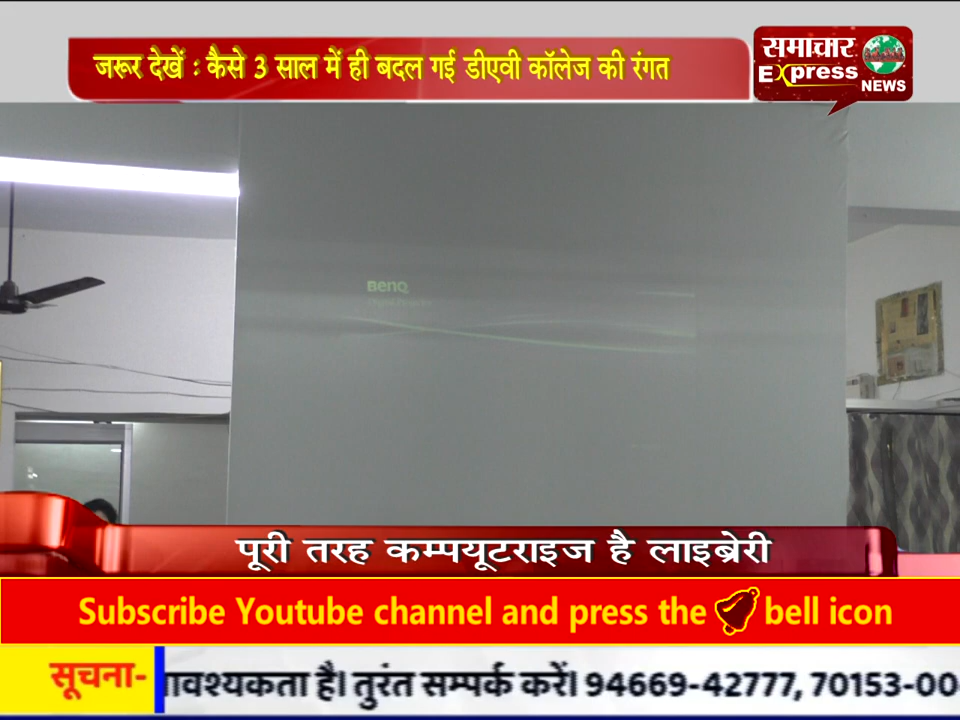 जरूर देखें : कैसे 3 साल में ही बदल गई डीएवी कॉलेज की रंगत
समाचार
Express
NEWS
BenQ
पूरी तरह कम्पयूटराइज है लाइब्रेरी
Subscribe Youtube channel and press the bell icon
सूचना- ावश्यकता है। तुरंत सम्पर्क करें। 94669-42777, 70153-00